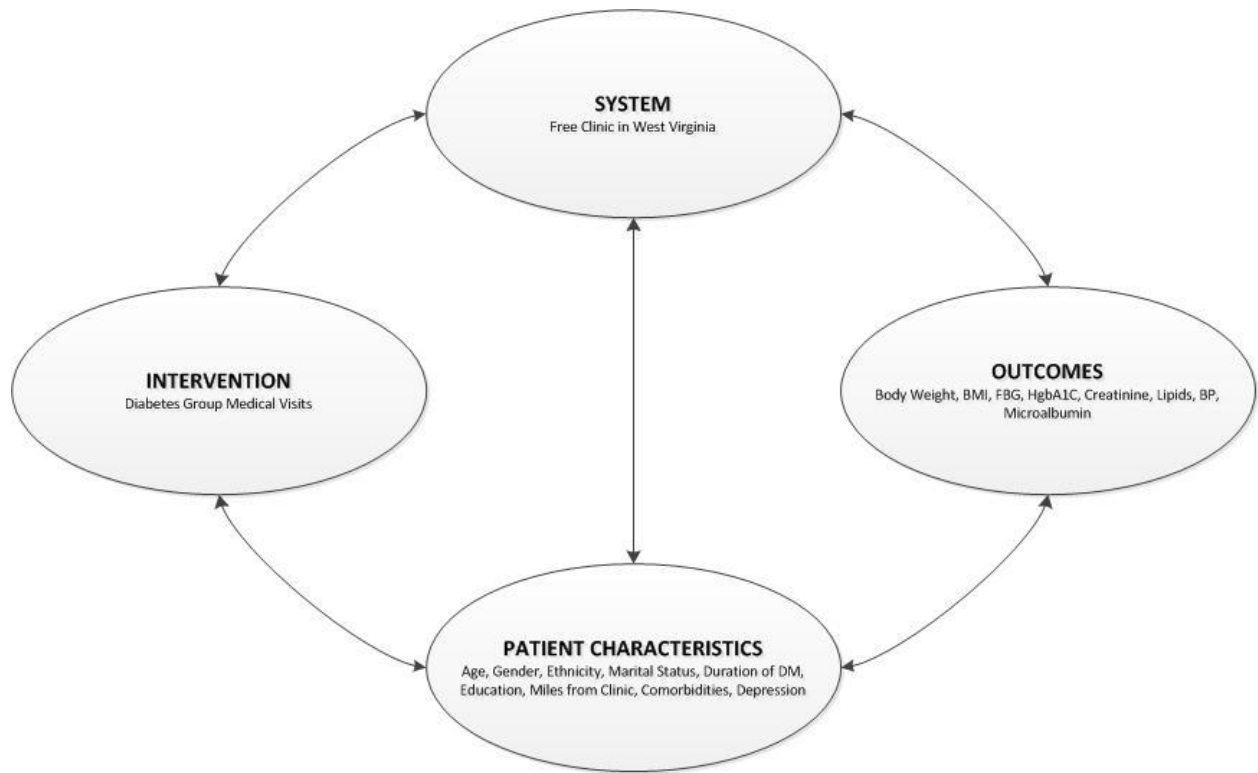 SYSTEM
Free Clinic in West Virginia
INTERVENTION
Diabetes Group Medical Visits
OUTCOMES
Body Weight, BMI, FBG, HgbA1C, Creatinine, Lipids, BP,
Microalbumin
PATIENT CHARACTERISTICS
Age, Gender, Ethnicity, Marital Status, Duration of DM,
Education, Miles from Clinic, Comorbidities, Depression